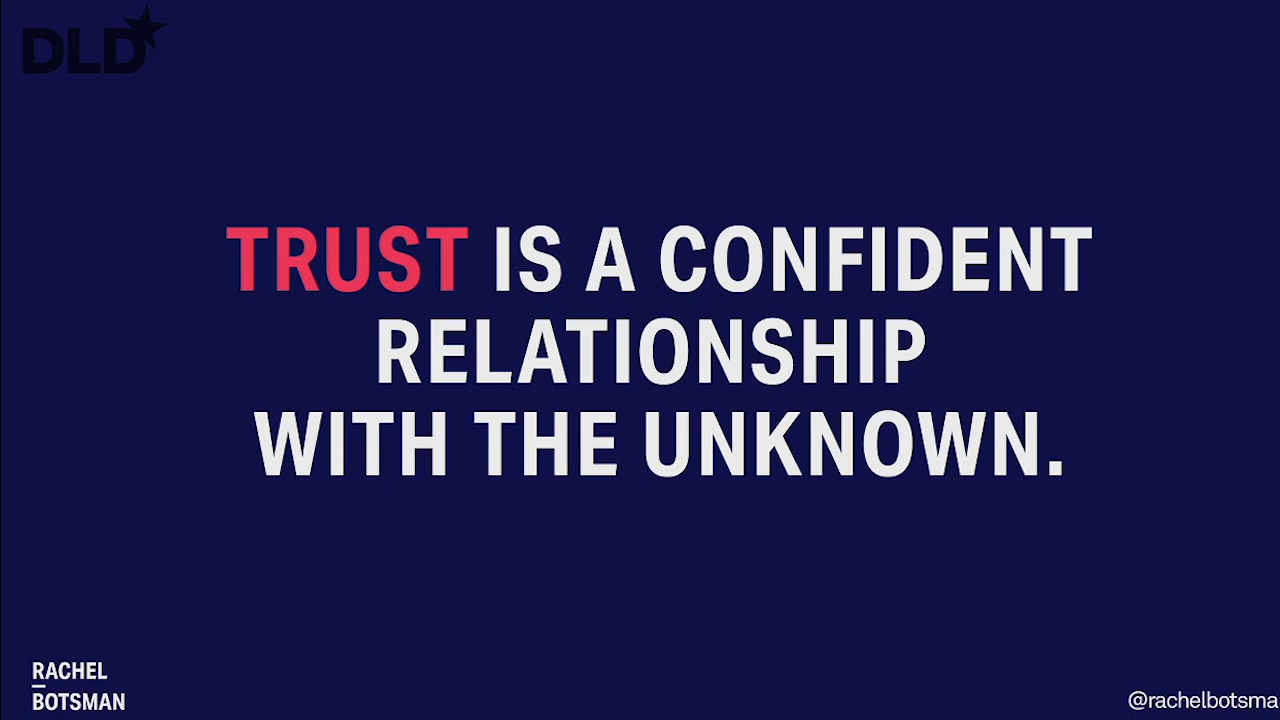 DLD
TRUST IS A CONFIDENT
RELATIONSHIP
WITH THE UNKNOWN.
RACHEL
BOTSMAN
@rachelbotsma